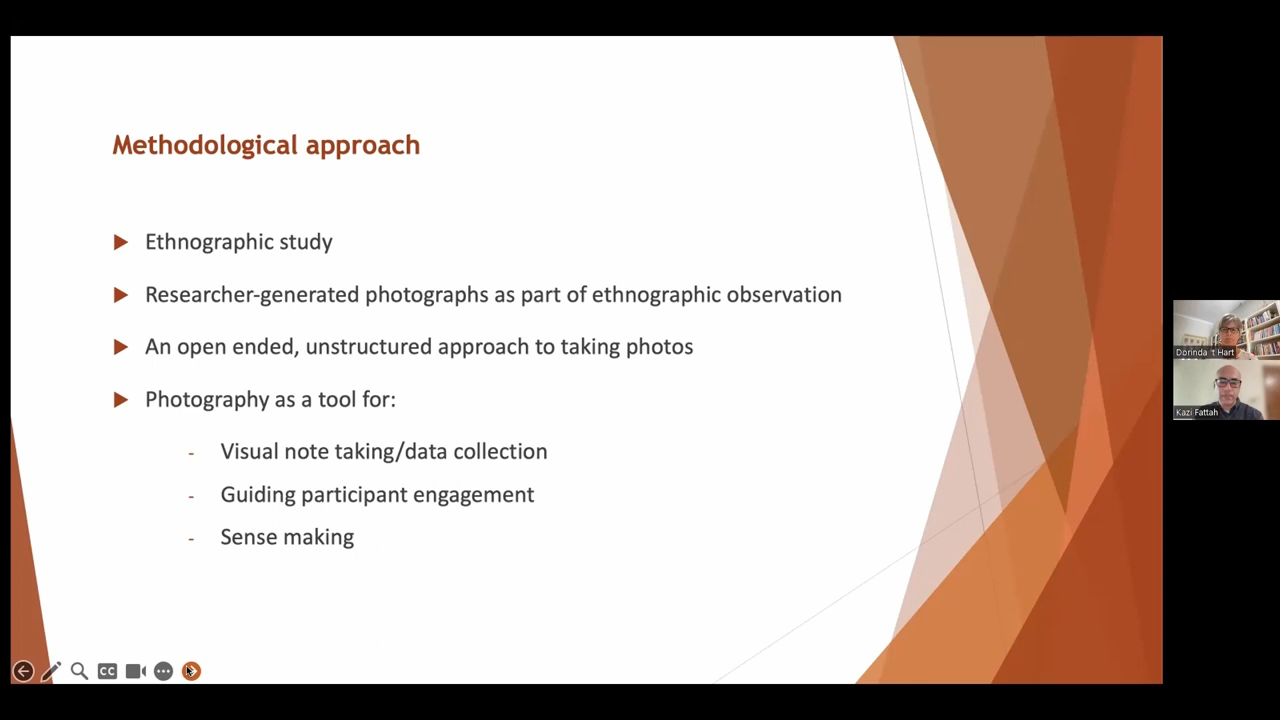 Methodological approach
Ethnographic study
Researcher-generated photographs as part of ethnographic observation
An open ended, unstructured approach to taking photos
Photography as a tool for:
- Visual note taking/data collection
- Guiding participant engagement
- Sense making
Dorinda 't Hart
Kazi Fattah
CC